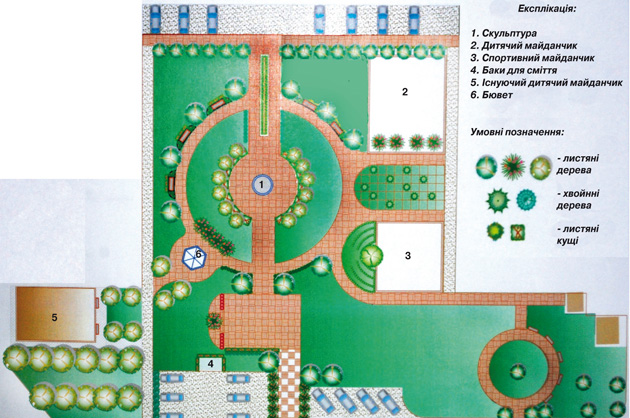 Експлікація:
1. Скульптура
2. Дитячий майданчик
3. Спортивний майданчик
4. Баки для сміття
5. Існуючий дитячий майданчик
6. Бювет
Умовні позначення:
- листяні
дерева
- хвойнні
дерева
- листяні
кущі
2
1
6
3
5
4